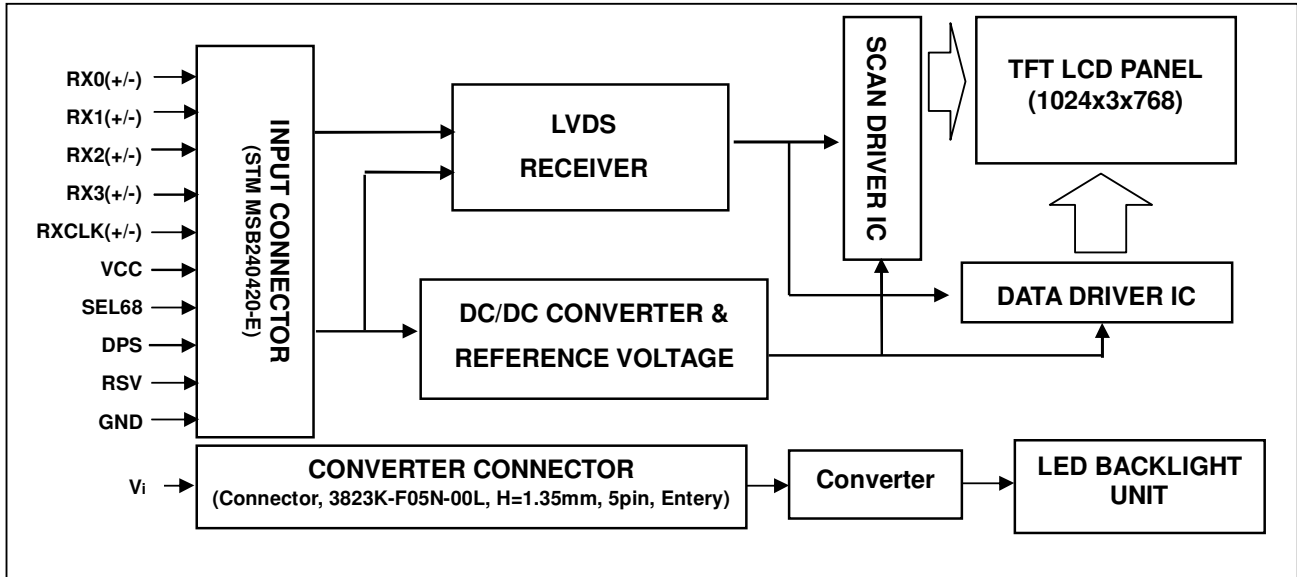 RX0(+/-)
RX1(+/-)
RX2(+/-)
RX3(+/-)
RXCLK(+/-)
VCC
SEL68
DPS
RSV
GND
INPUT CONNECTOR
(STM MSB240420-E)
LVDS
RECEIVER
DC/DC CONVERTER &
REFERENCE VOLTAGE
SCAN DRIVER IC
TFT LCD PANEL
(1024x3x768)
DATA DRIVER IC
Vi
CONVERTER CONNECTOR
(Connector, 3823K-F05N-00L, H=1.35mm, 5pin, Entery)
Converter
LED BACKLIGHT
UNIT